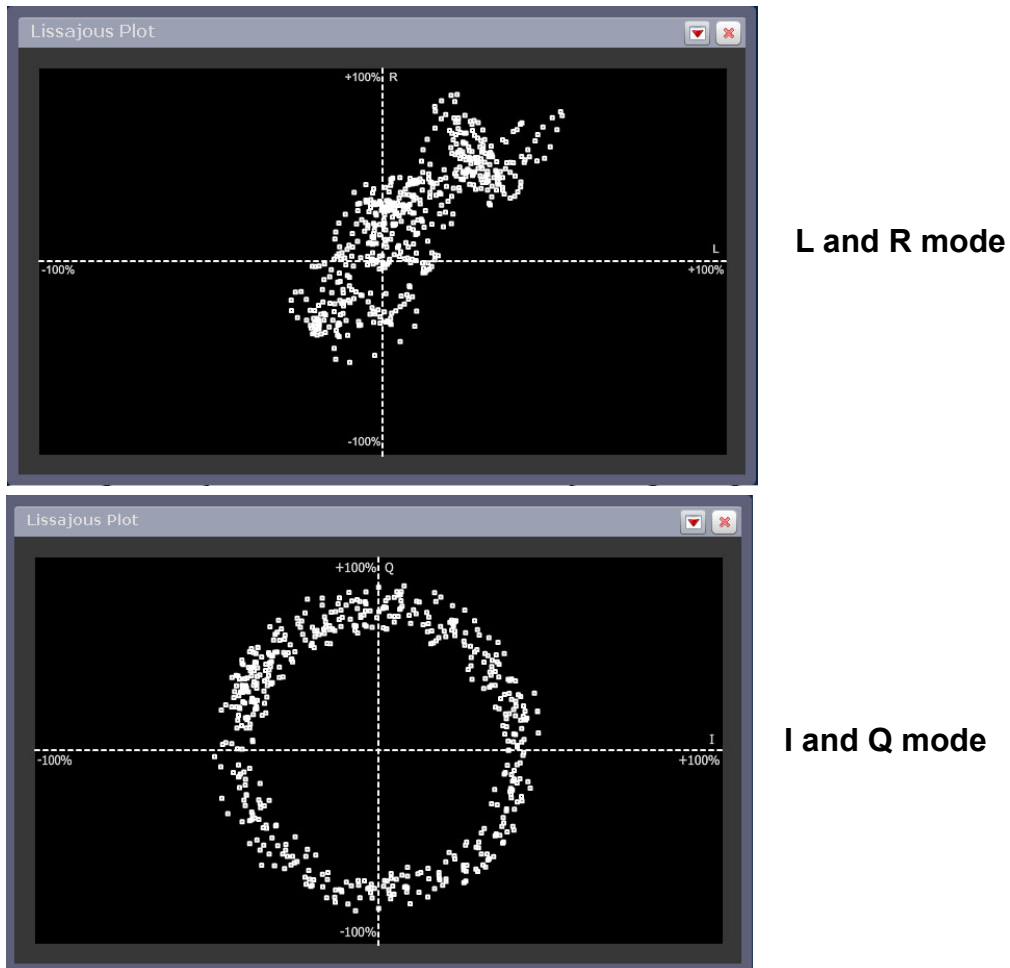 Lissajous Plot
+100% R
L
-100%
+100%
-100%
L and R mode
Lissajous Plot
+100% Q
I
-100%
+100%
-100%
I and Q mode